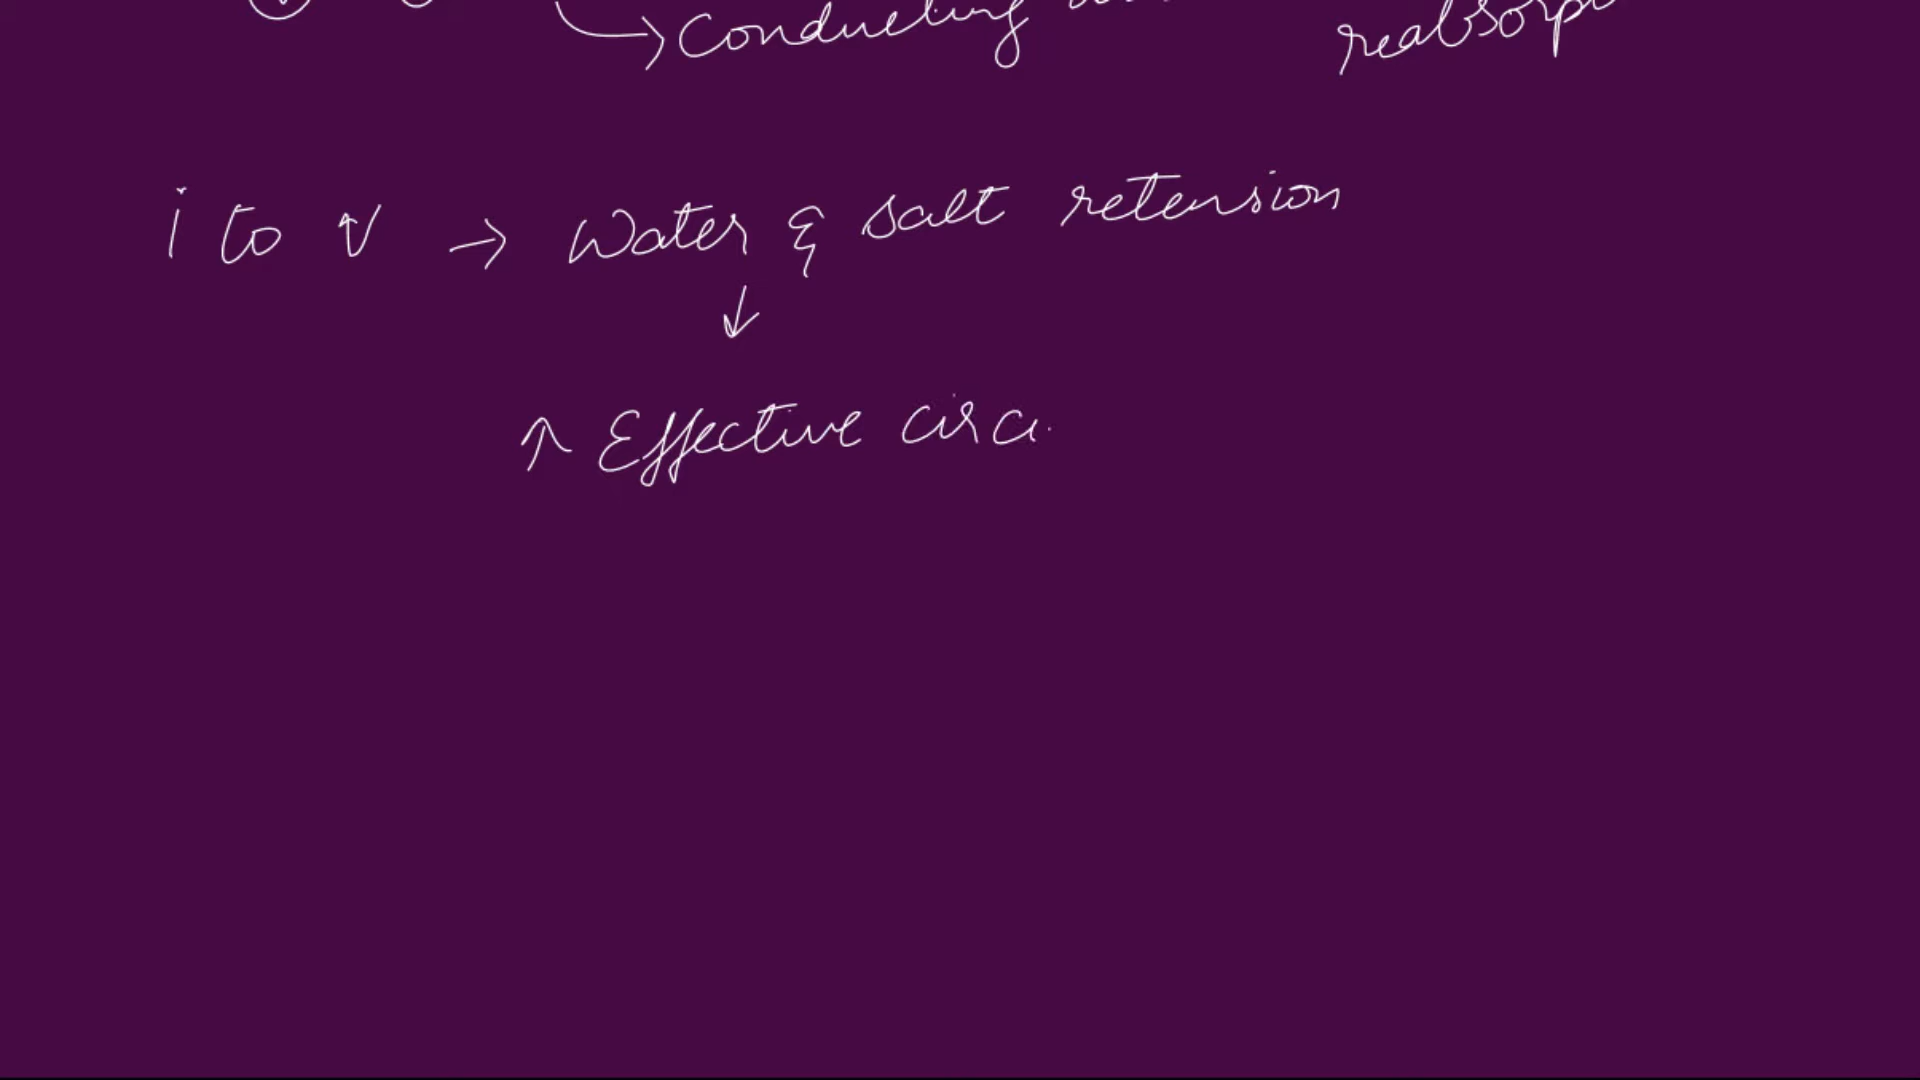 → Conducting
reabsorp
i to v → Water & salt retension
↓
↑ Effective circ